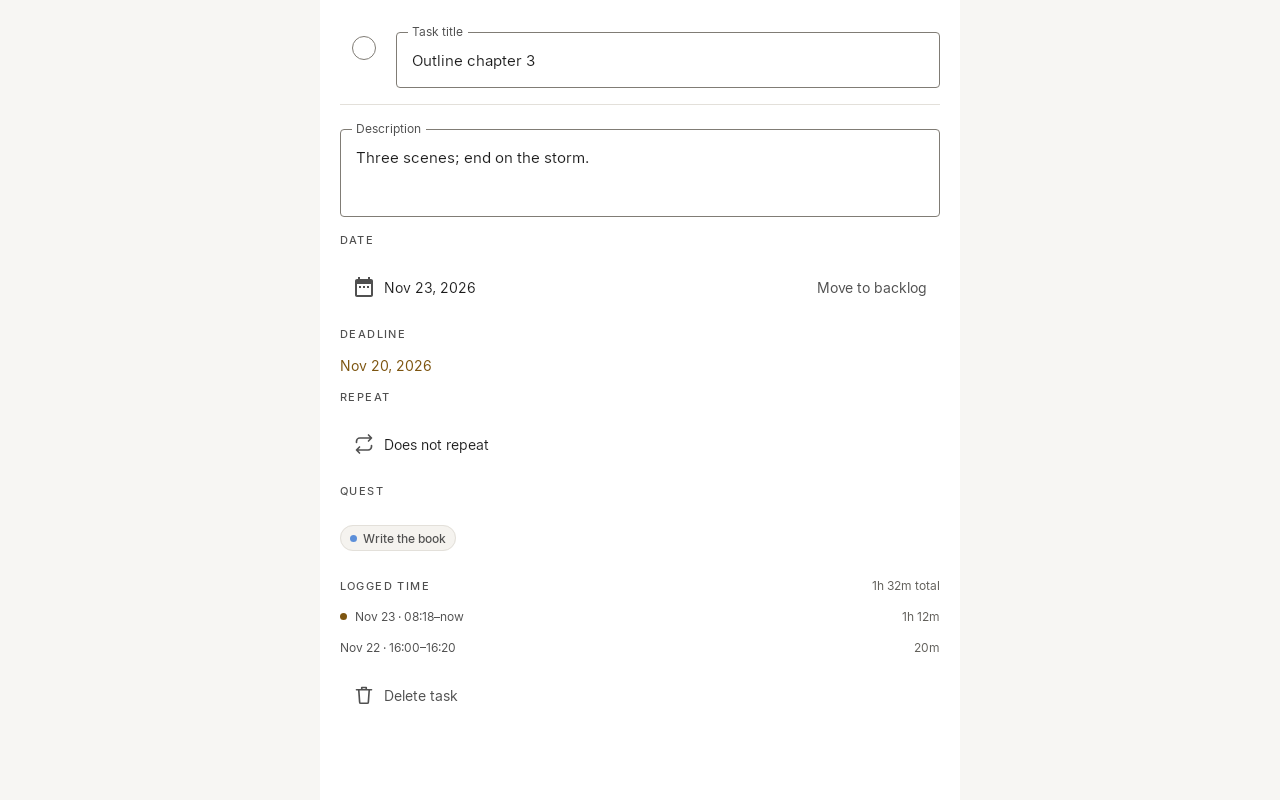 Task title
Outline chapter 3
Description
Three scenes; end on the storm.
DATE
Nov 23, 2026
Move to backlog
DEADLINE
Nov 20, 2026
REPEAT
Does not repeat
QUEST
Write the book
LOGGED TIME
1h 32m total
Nov 23 · 08:18–now
1h 12m
Nov 22 · 16:00–16:20
20m
Delete task